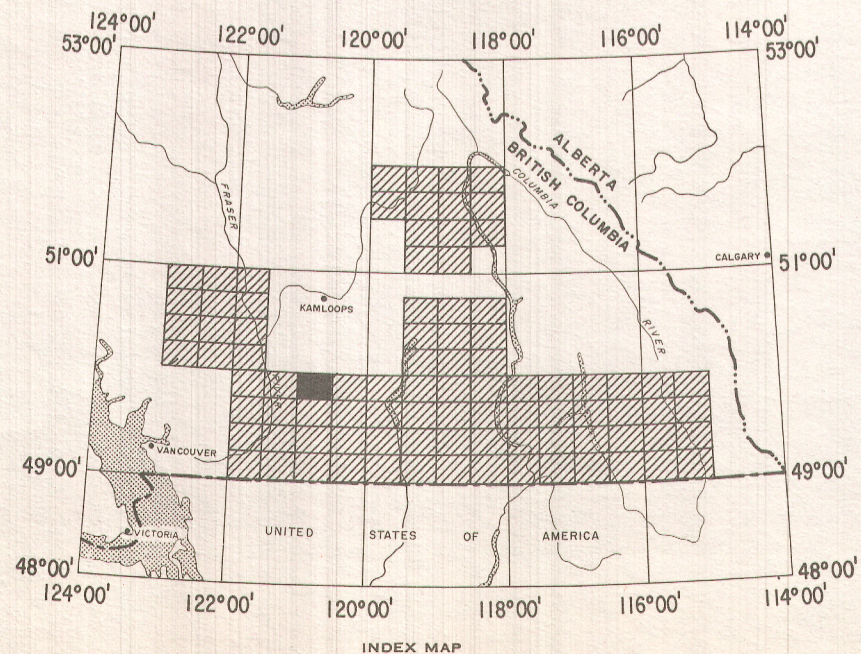 124°00' 122°00' 120°00' 118°00' 116°00' 114°00'
53°00' 53°00'
ALBERTA
BRITISH COLUMBIA
COLUMBIA
FRASER
51°00' CALGARY 51°00'
KAMLOOPS
RIVER
RIVER
VANCOUVER
49°00' 49°00'
VICTORIA UNITED STATES OF AMERICA
48°00' 48°00'
124°00' 122°00' 120°00' 118°00' 116°00' 114°00'
INDEX MAP